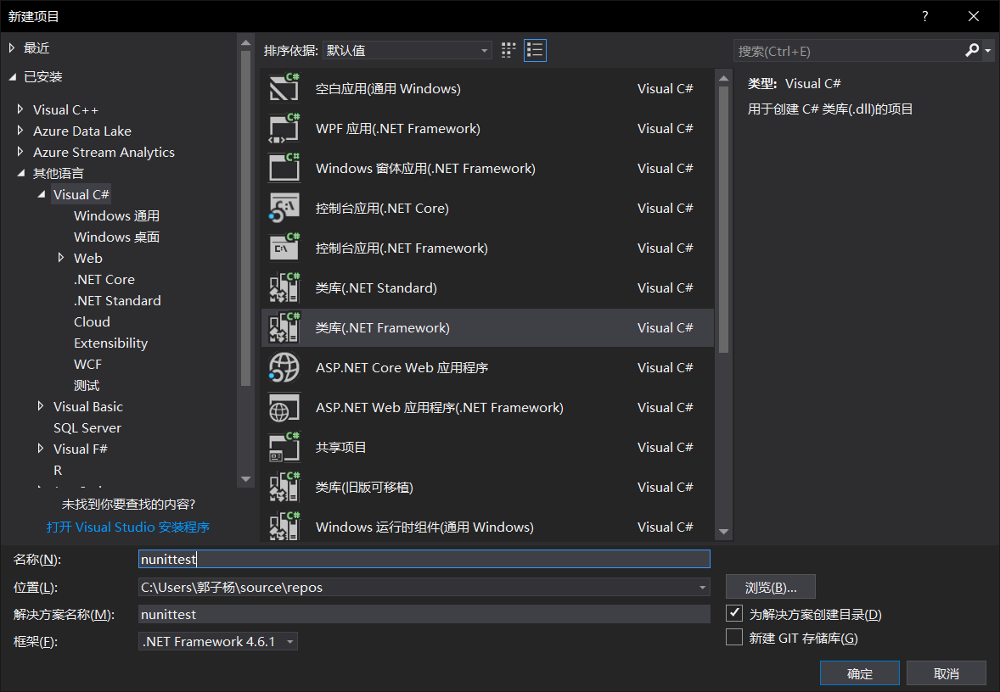 新建项目
?
最近
已安装
Visual C++
Azure Data Lake
Azure Stream Analytics
其他语言
Visual C#
Windows 通用
Windows 桌面
Web
.NET Core
.NET Standard
Cloud
Extensibility
WCF
测试
Visual Basic
SQL Server
Visual F#
R
未找到你要查找的内容?
打开 Visual Studio 安装程序
排序依据: 默认值
空白应用(通用 Windows) Visual C#
WPF 应用(.NET Framework) Visual C#
Windows 窗体应用(.NET Framework) Visual C#
控制台应用(.NET Core) Visual C#
控制台应用(.NET Framework) Visual C#
类库(.NET Standard) Visual C#
类库(.NET Framework) Visual C#
ASP.NET Core Web 应用程序 Visual C#
ASP.NET Web 应用程序(.NET Framework) Visual C#
共享项目 Visual C#
类库(旧版可移植) Visual C#
Windows 运行时组件(通用 Windows) Visual C#
搜索(Ctrl+E)
类型: Visual C#
用于创建 C# 类库(.dll)的项目
名称(N): nunittest
位置(L): C:\Users\郭子杨\source\repos
解决方案名称(M): nunittest
框架(F): .NET Framework 4.6.1
浏览(B)...
为解决方案创建目录(D)
新建 GIT 存储库(G)
确定
取消